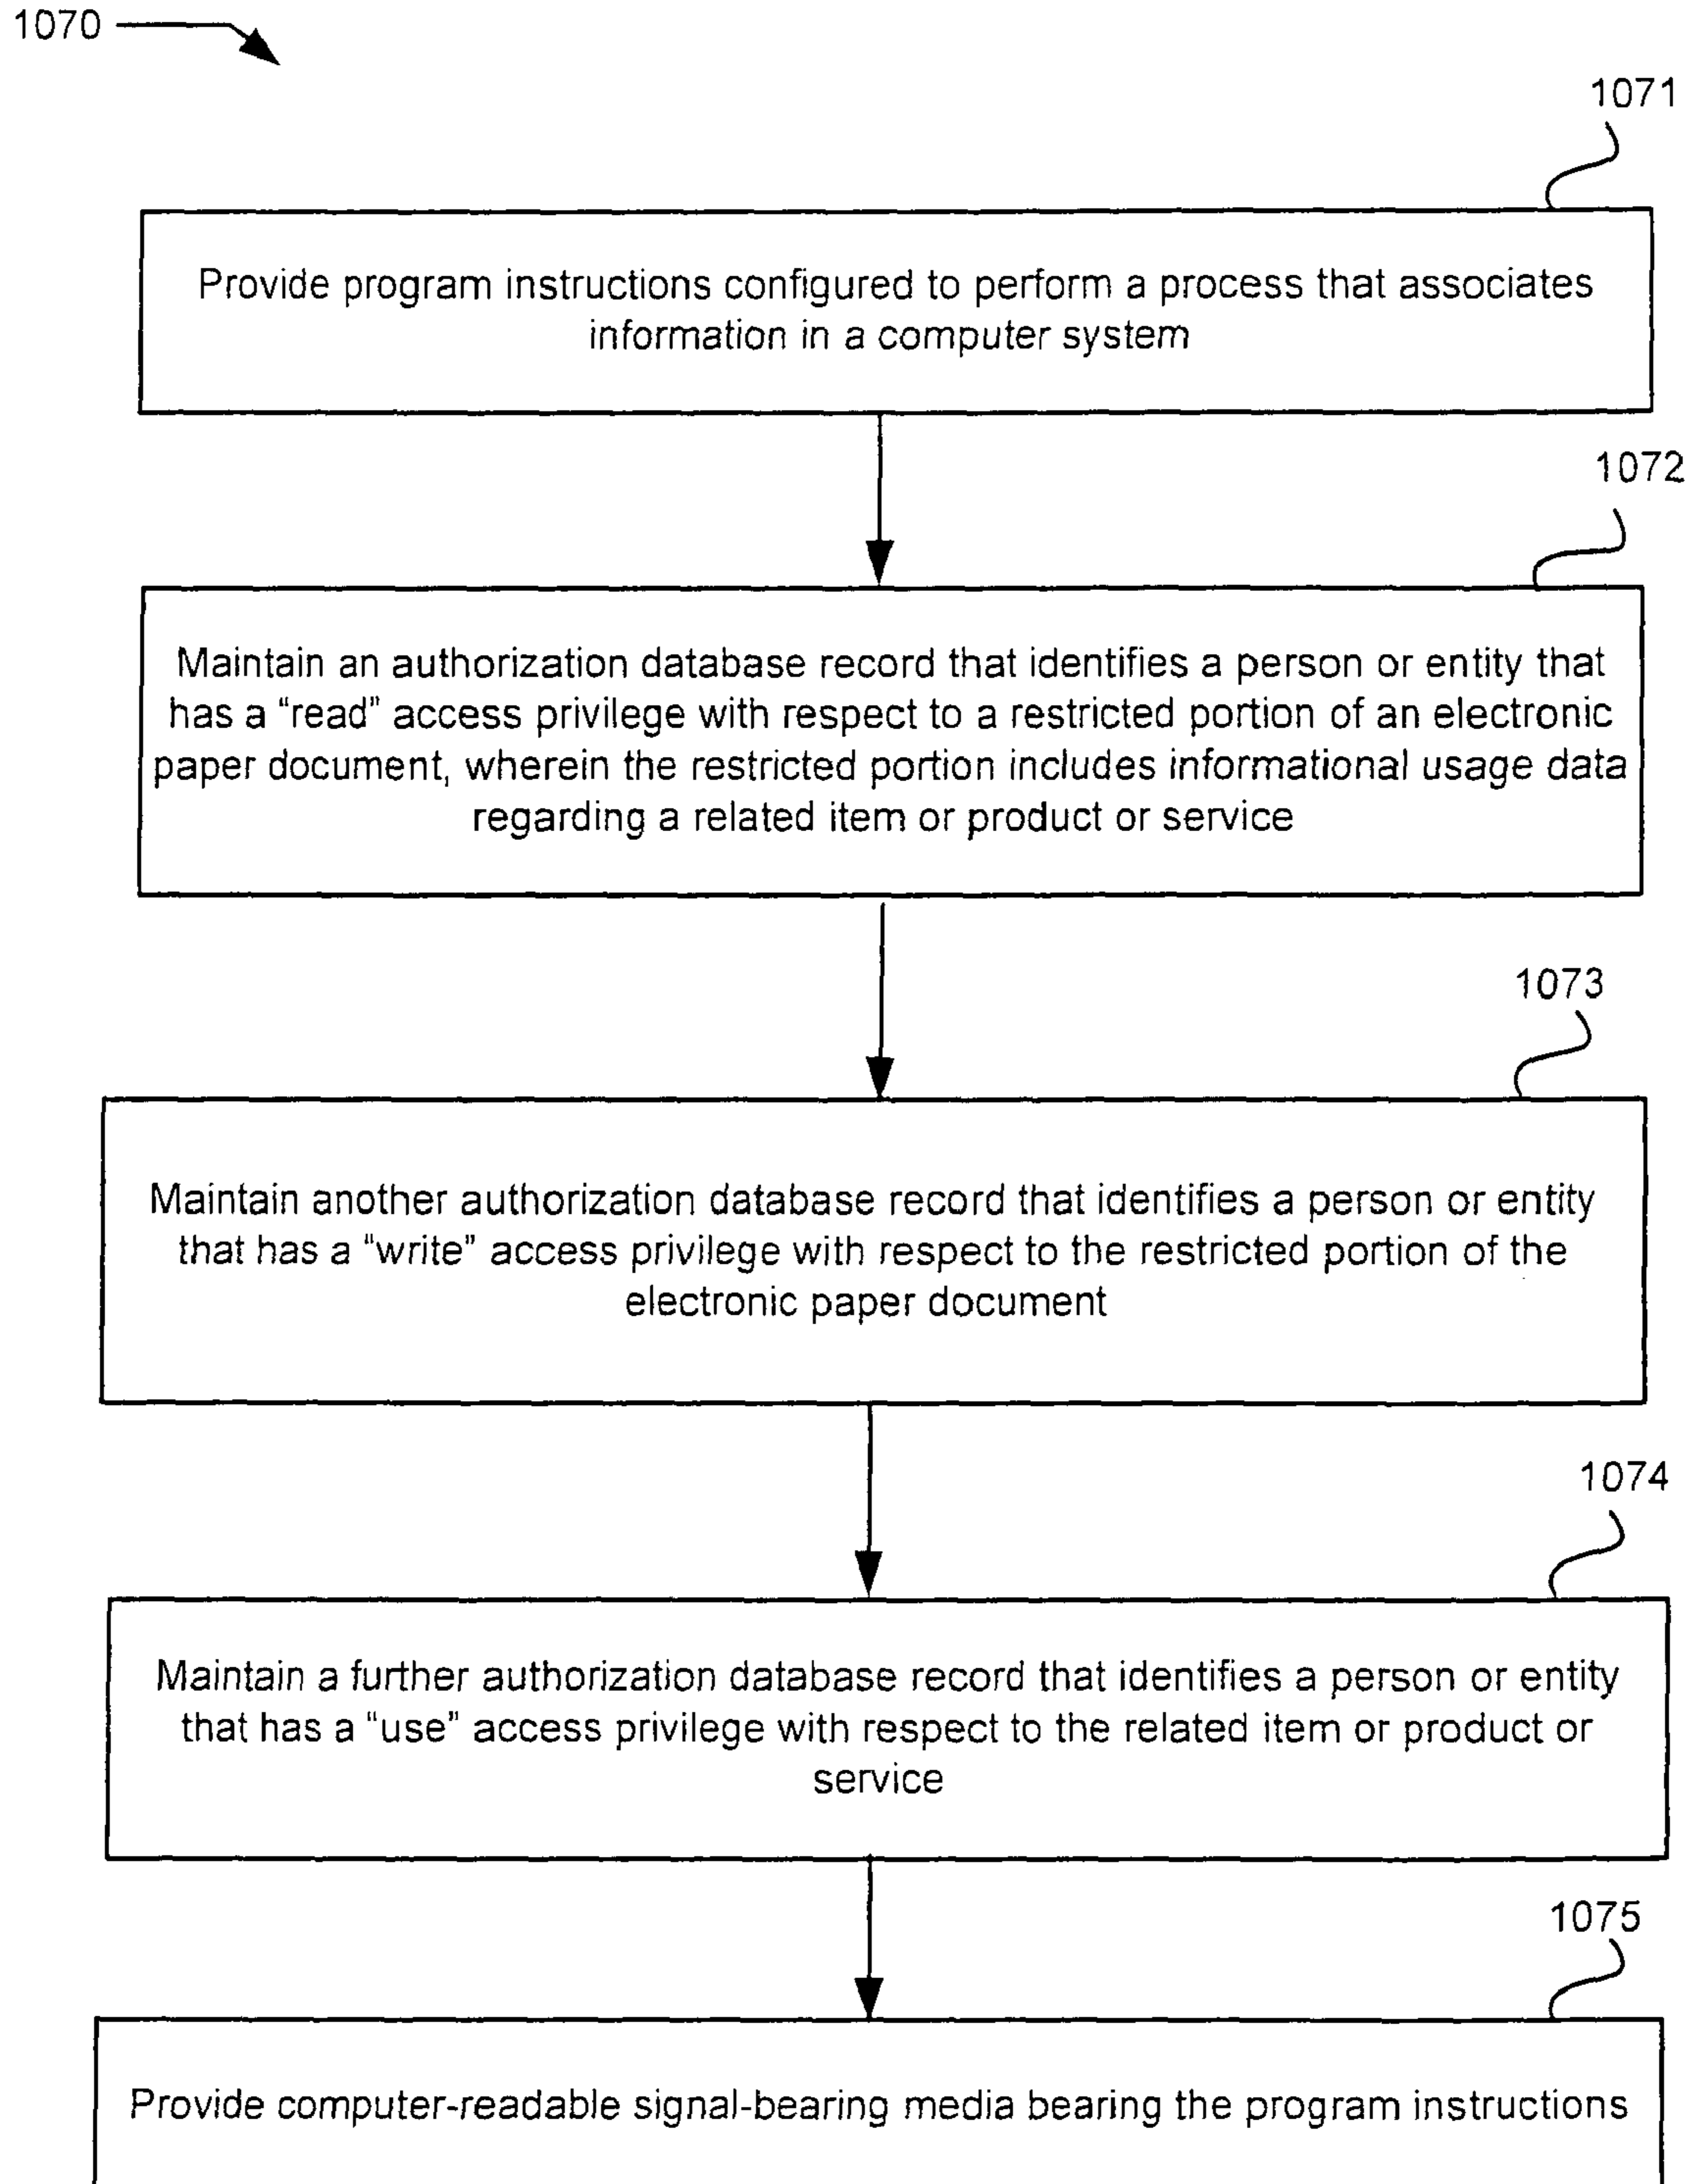 1070
1071
Provide program instructions configured to perform a process that associates
information in a computer system
1072
Maintain an authorization database record that identifies a person or entity that
has a “read” access privilege with respect to a restricted portion of an electronic
paper document, wherein the restricted portion includes informational usage data
regarding a related item or product or service
1073
Maintain another authorization database record that identifies a person or entity
that has a “write” access privilege with respect to the restricted portion of the
electronic paper document
1074
Maintain a further authorization database record that identifies a person or entity
that has a “use” access privilege with respect to the related item or product or
service
1075
Provide computer-readable signal-bearing media bearing the program instructions